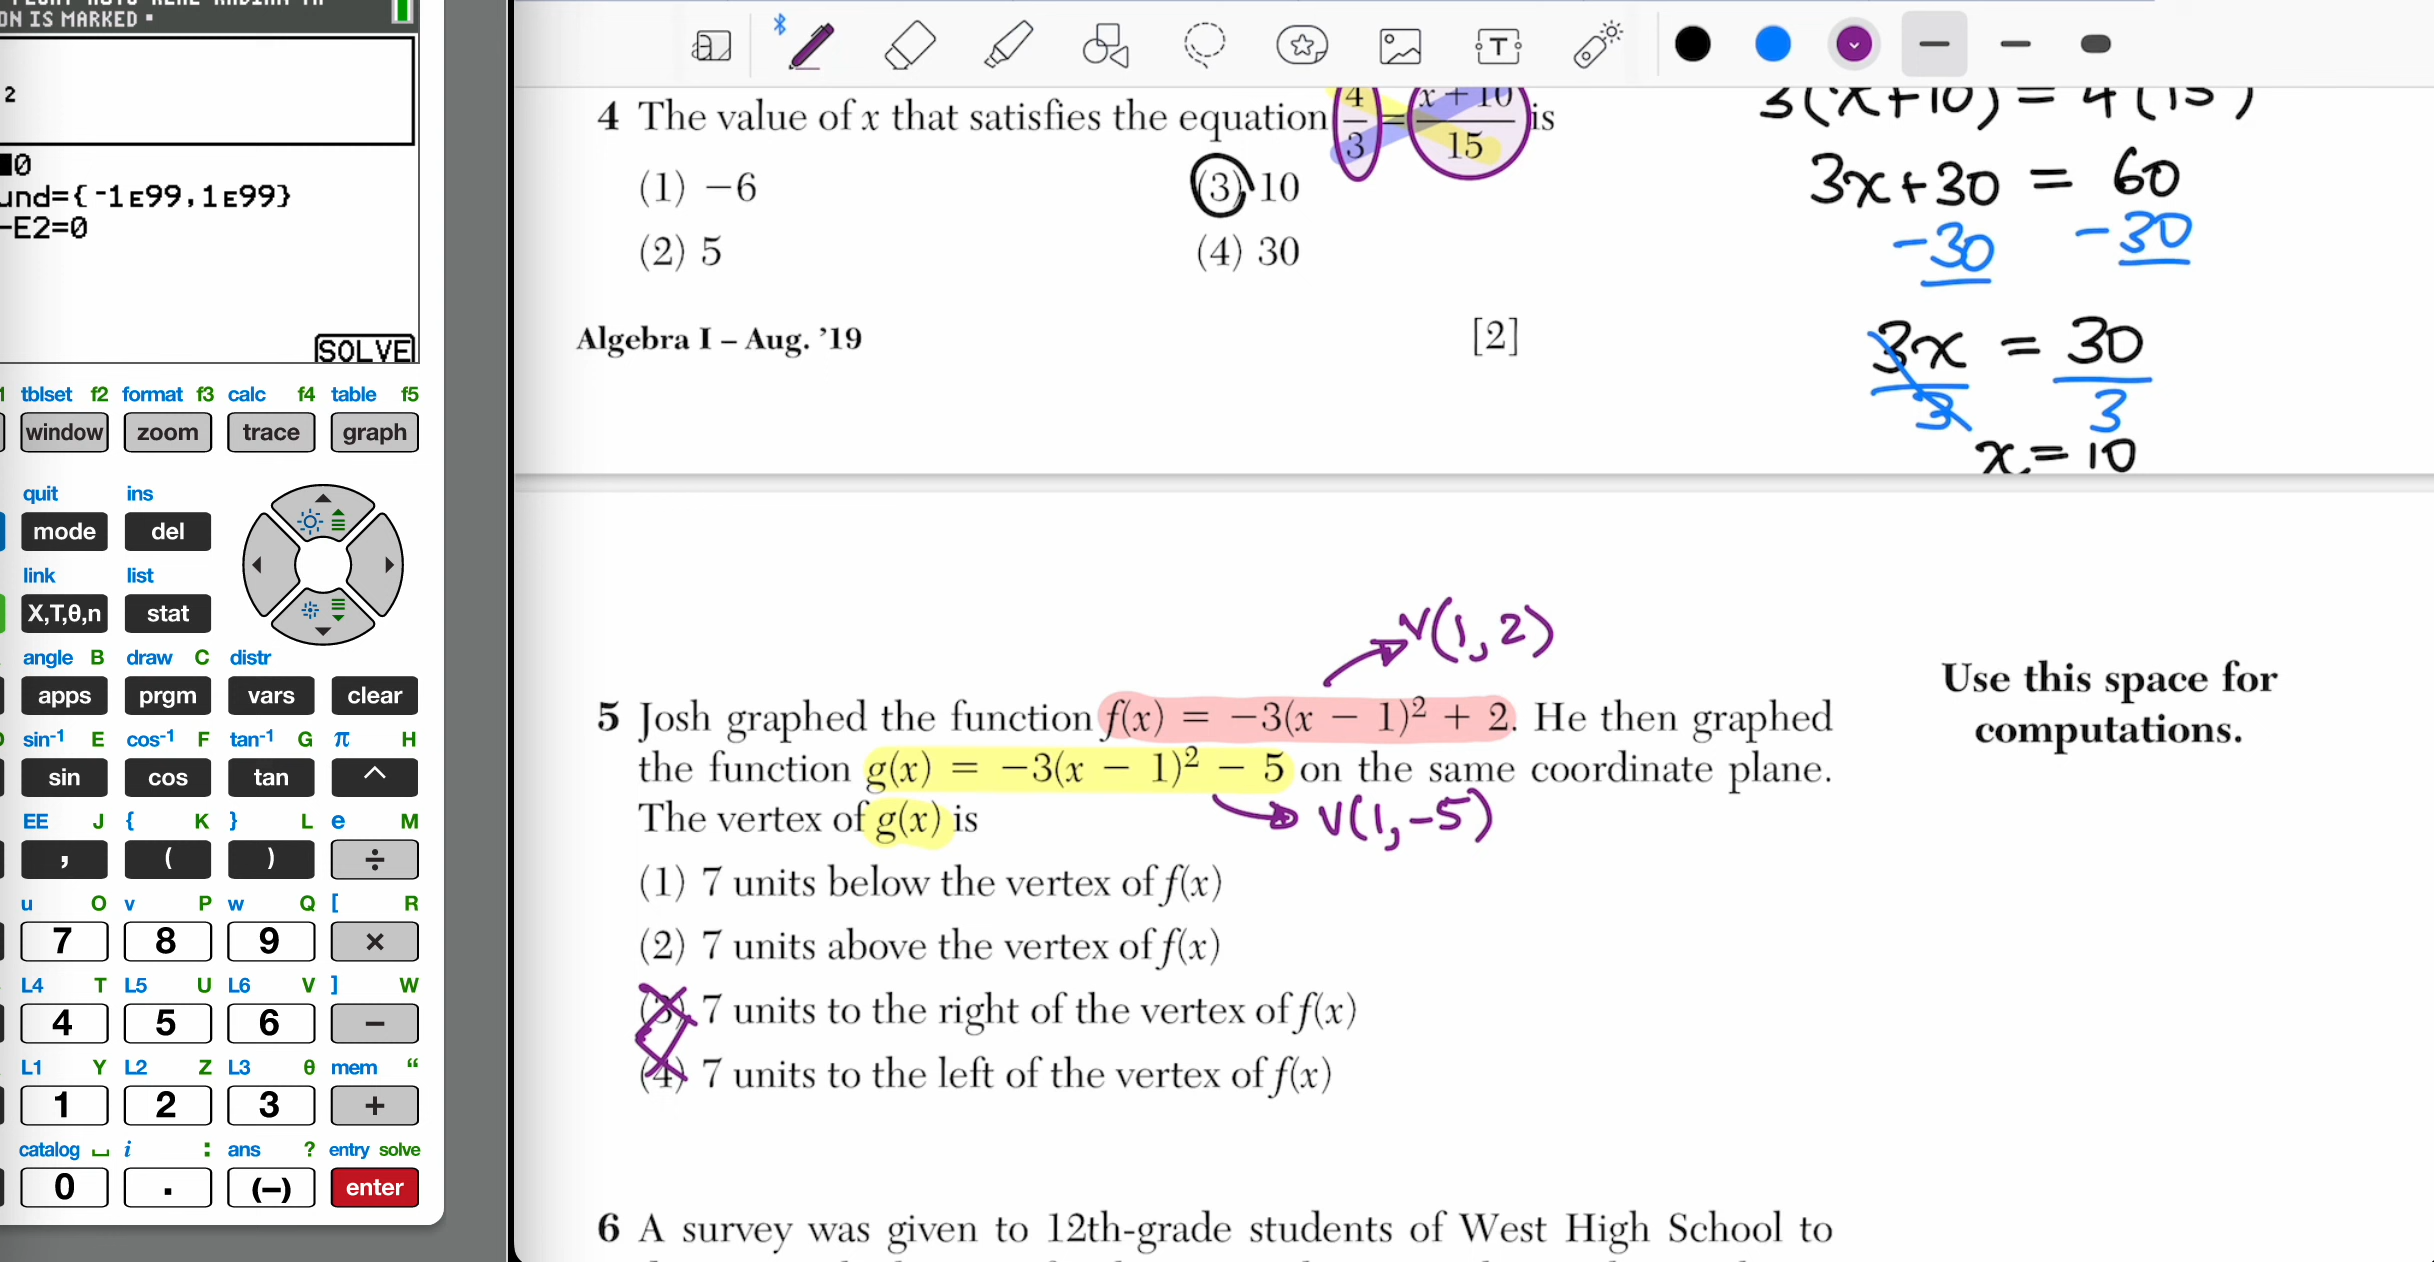 ON IS MARKED
2
0
und={-1E99,1E99}
-E2=0
SOLVE
tblset f2 format f3 calc f4 table f5
window zoom trace graph
quit ins
mode del
link list
X,T,θ,n stat
angle B draw C distr
apps prgm vars clear
sin-1 E cos-1 F tan-1 G π H
sin cos tan ^
EE J { K } L e M
, ( ) ÷
u O v P w Q [ R
7 8 9 ×
L4 T L5 U L6 V ] W
4 5 6 −
L1 Y L2 Z L3 θ mem “
1 2 3 +
catalog ⎵ i : ans ? entry solve
0 . (−) enter
4 The value of x that satisfies the equation 4/3 = x + 10/15 is
(1) −6 (3) 10
(2) 5 (4) 30
Algebra I – Aug. ’19 [2]
3(x+10) = 4(15)
3x+30 = 60
-30 -30
3x = 30
3 3
x = 10
V(1,2)
5 Josh graphed the function f(x) = −3(x − 1)² + 2. He then graphed
the function g(x) = −3(x − 1)² − 5 on the same coordinate plane.
The vertex of g(x) is
V(1,-5)
(1) 7 units below the vertex of f(x)
(2) 7 units above the vertex of f(x)
(3) 7 units to the right of the vertex of f(x)
(4) 7 units to the left of the vertex of f(x)
Use this space for
computations.
6 A survey was given to 12th-grade students of West High School to